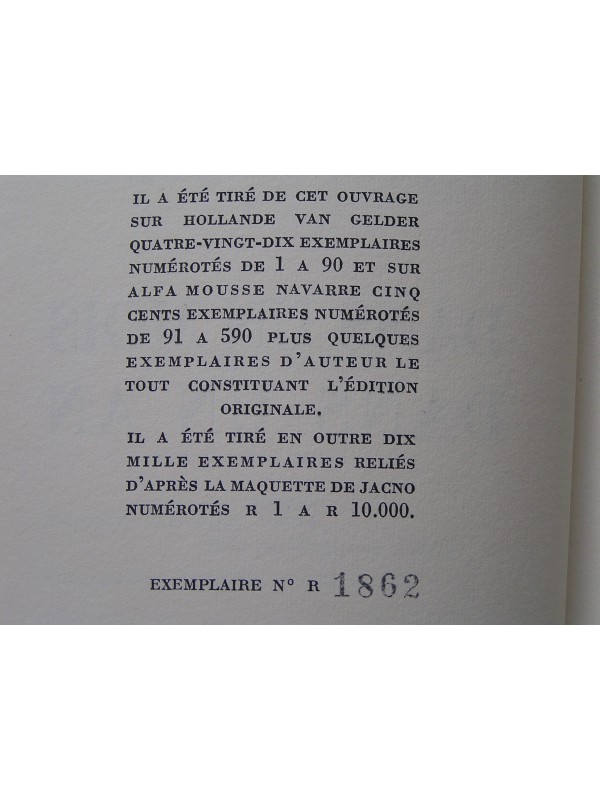 IL A ÉTÉ TIRÉ DE CET OUVRAGE
SUR HOLLANDE VAN GELDER
QUATRE-VINGT-DIX EXEMPLAIRES
NUMÉROTÉS DE 1 A 90 ET SUR
ALFA MOUSSE NAVARRE CINQ
CENTS EXEMPLAIRES NUMÉROTÉS
DE 91 A 590 PLUS QUELQUES
EXEMPLAIRES D'AUTEUR LE
TOUT CONSTITUANT L'ÉDITION
ORIGINALE.
IL A ÉTÉ TIRÉ EN OUTRE DIX
MILLE EXEMPLAIRES RELIÉS
D'APRÈS LA MAQUETTE DE JACNO
NUMÉROTÉS R 1 A R 10.000.
EXEMPLAIRE N° R 1862